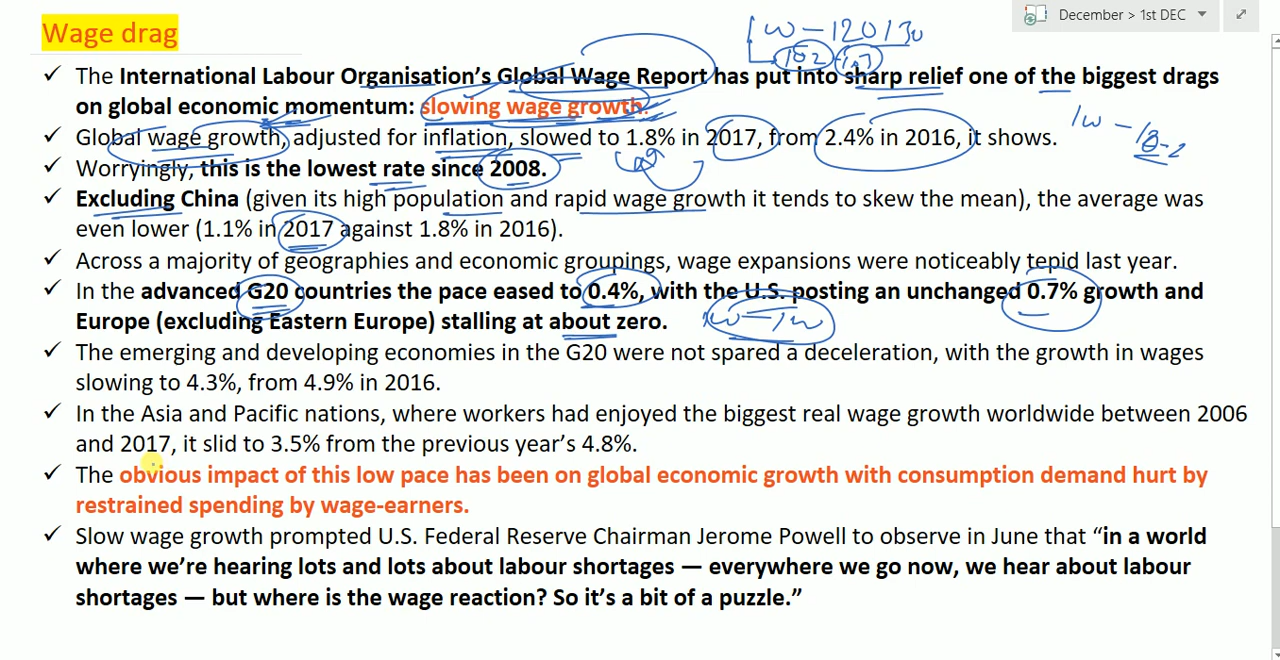 December > 1st DEC
Wage drag
W - 120/30
102 107
✓ The International Labour Organisation's Global Wage Report has put into sharp relief one of the biggest drags
on global economic momentum: slowing wage growth.
✓ Global wage growth, adjusted for inflation, slowed to 1.8% in 2017, from 2.4% in 2016, it shows.
✓ Worryingly, this is the lowest rate since 2008.
✓ Excluding China (given its high population and rapid wage growth it tends to skew the mean), the average was
even lower (1.1% in 2017 against 1.8% in 2016).
✓ Across a majority of geographies and economic groupings, wage expansions were noticeably tepid last year.
✓ In the advanced G20 countries the pace eased to 0.4%, with the U.S. posting an unchanged 0.7% growth and
Europe (excluding Eastern Europe) stalling at about zero.
✓ The emerging and developing economies in the G20 were not spared a deceleration, with the growth in wages
slowing to 4.3%, from 4.9% in 2016.
✓ In the Asia and Pacific nations, where workers had enjoyed the biggest real wage growth worldwide between 2006
and 2017, it slid to 3.5% from the previous year's 4.8%.
✓ The obvious impact of this low pace has been on global economic growth with consumption demand hurt by
restrained spending by wage-earners.
✓ Slow wage growth prompted U.S. Federal Reserve Chairman Jerome Powell to observe in June that “in a world
where we're hearing lots and lots about labour shortages — everywhere we go now, we hear about labour
shortages — but where is the wage reaction? So it's a bit of a puzzle.”